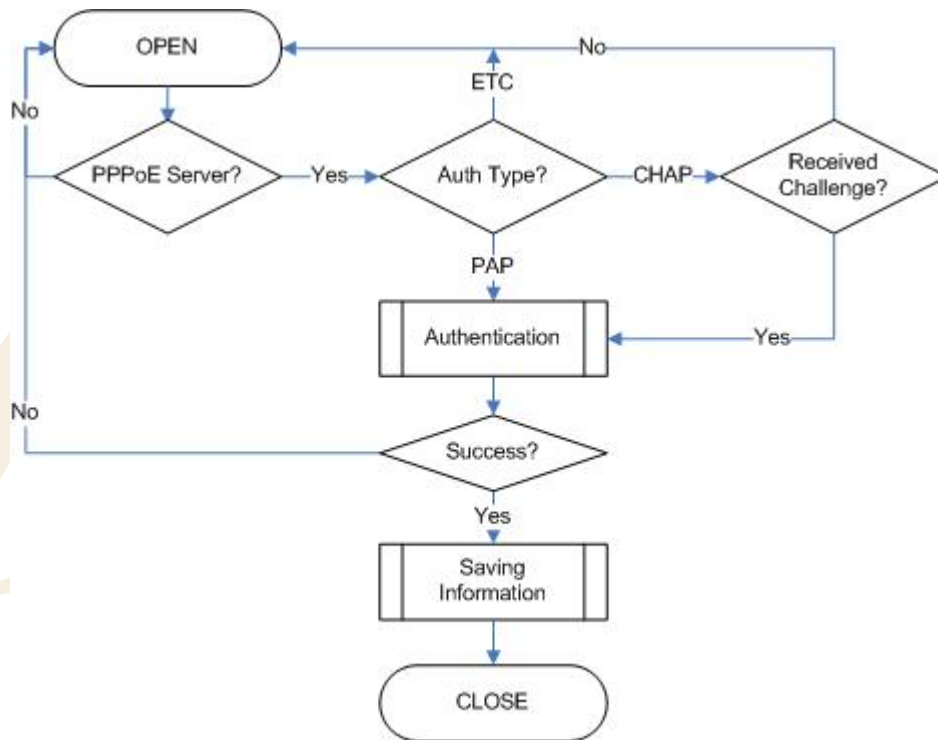 OPEN
No
ETC
No
PPPoE Server?
Yes
Auth Type?
CHAP
Received
Challenge?
PAP
Authentication
Yes
No
Success?
Yes
Saving
Information
CLOSE